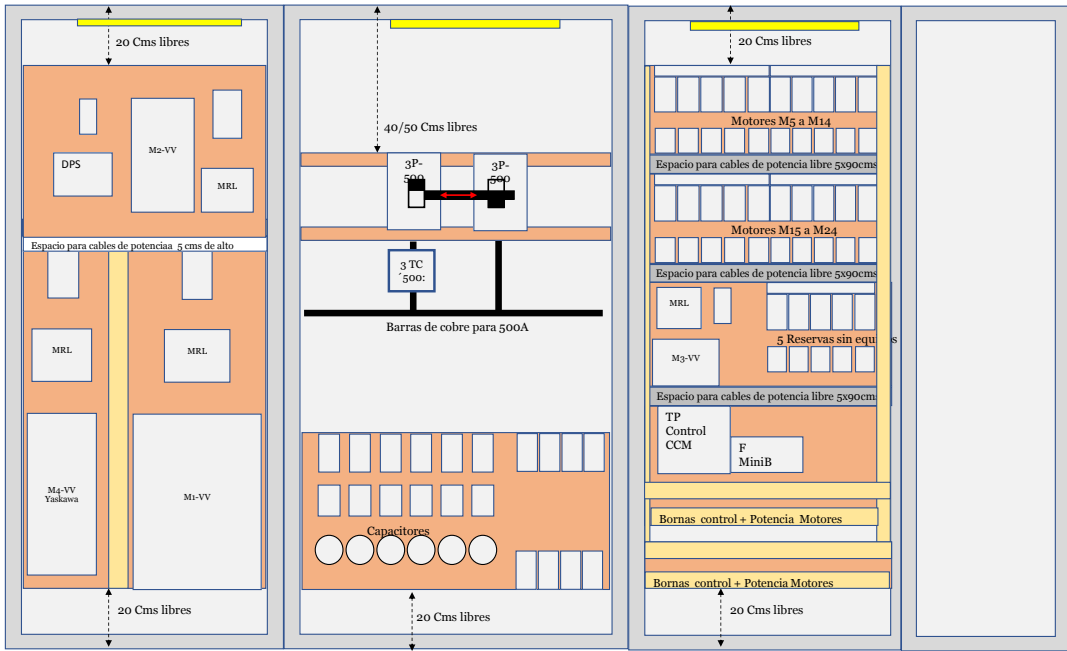 20 Cms libres
DPS
M2-VV
MRL
Espacio para cables de potenciaa 5 cms de alto
MRL
MRL
M4-VV
Yaskawa
M1-VV
20 Cms libres
40/50 Cms libres
3P-
500
3P-
500
3 TC
´500:
Barras de cobre para 500A
Capacitores
20 Cms libres
20 Cms libres
Motores M5 a M14
Espacio para cables de potencia libre 5x90cms
Motores M15 a M24
Espacio para cables de potencia libre 5x90cms
MRL
5 Reservas sin equipos
M3-VV
Espacio para cables de potencia libre 5x90cms
TP
Control
CCM
F
MiniB
Bornas control + Potencia Motores
Bornas control + Potencia Motores
20 Cms libres